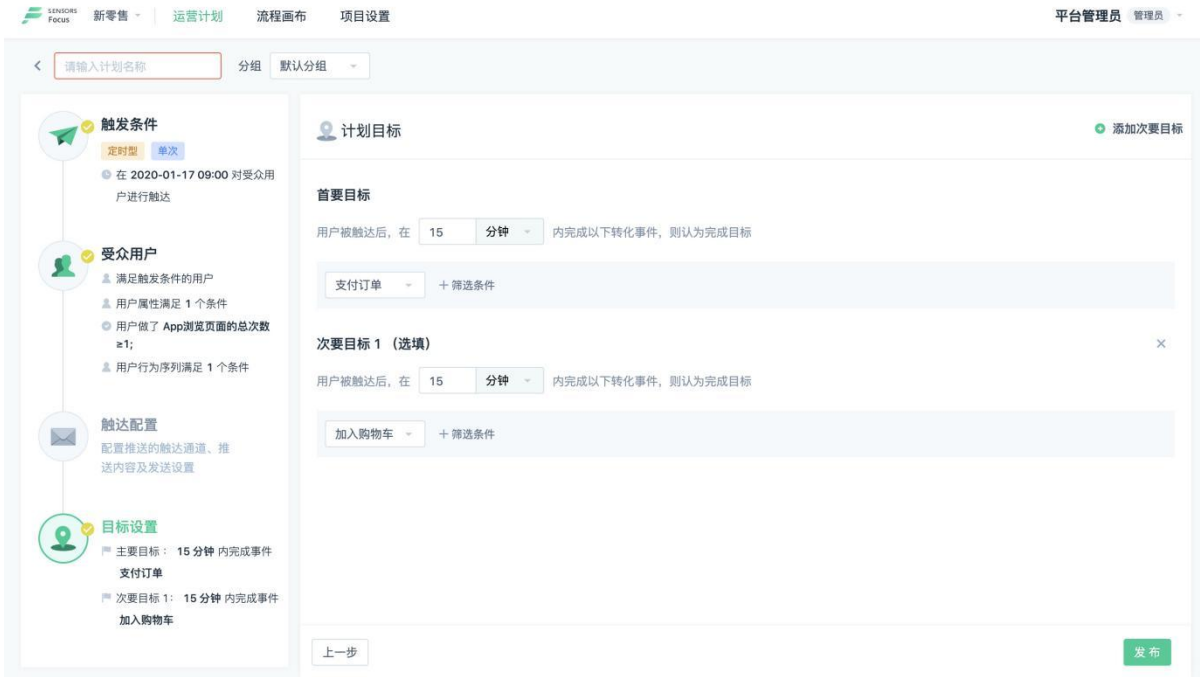 SENSORS
Focus
新零售
运营计划
流程画布
项目设置
平台管理员 管理员
请输入计划名称
分组 默认分组
触发条件
定时型 单次
在 2020-01-17 09:00 对受众用
户进行触达
受众用户
满足触发条件的用户
用户属性满足 1 个条件
用户做了 App浏览页面的总次数
≥1;
用户行为序列满足 1 个条件
触达配置
配置推送的触达通道、推
送内容及发送设置
目标设置
主要目标： 15 分钟 内完成事件
支付订单
次要目标 1： 15 分钟 内完成事件
加入购物车
计划目标
添加次要目标
首要目标
用户被触达后，在 15 分钟 内完成以下转化事件，则认为完成目标
支付订单 +筛选条件
次要目标 1 （选填）
用户被触达后，在 15 分钟 内完成以下转化事件，则认为完成目标
加入购物车 +筛选条件
上一步
发 布